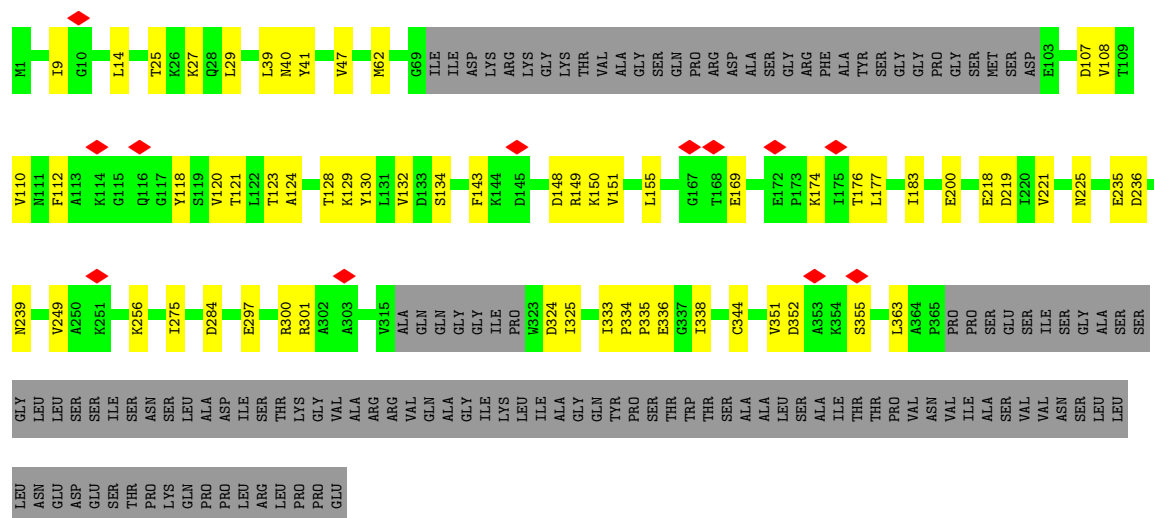 M1 I9 G10 L14 T25 K26 K27 Q28 L29 L39 N40 Y41 V47 M62 G69 ILE ILE ASP LYS ARG LYS GLY LYS THR VAL ALA GLY SER GLN PRO ARG ASP ALA SER GLY ARG PHE ALA TYR SER GLY GLY PRO GLY SER MET SER ASP E103 D107 V108 T109
V110 N111 F112 A113 K114 G115 Q116 G117 Y118 S119 V120 T121 L122 T123 A124 T128 K129 Y130 L131 V132 D133 S134 F143 K144 D145 D148 R149 K150 V151 L155 G167 T168 E169 E172 P173 K174 I175 T176 L177 I183 E200 E218 D219 I220 V221 N225 E235 D236
N239 V249 A250 K251 K256 I275 D284 E297 R300 R301 A302 A303 V315 ALA GLN GLN GLY GLY ILE PRO W323 D324 I325 I333 P334 P335 E336 G337 I338 C344 V351 D352 A353 K354 S355 L363 A364 P365 PRO PRO SER GLU SER ILE SER GLY ALA SER SER
GLY LEU LEU SER SER ILE SER ASN SER LEU ALA ASP ILE SER THR LYS GLY VAL ALA ARG ARG VAL GLN ALA GLY ILE LYS LEU ILE ALA GLY GLN TYR PRO SER THR TRP THR SER ALA ALA LEU SER ALA ILE THR THR PRO VAL ASN VAL ILE ALA SER VAL VAL ASN SER LEU LEU
LEU ASN GLU ASP GLU SER THR PRO LYS GLN PRO PRO LEU ARG LEU PRO PRO GLU